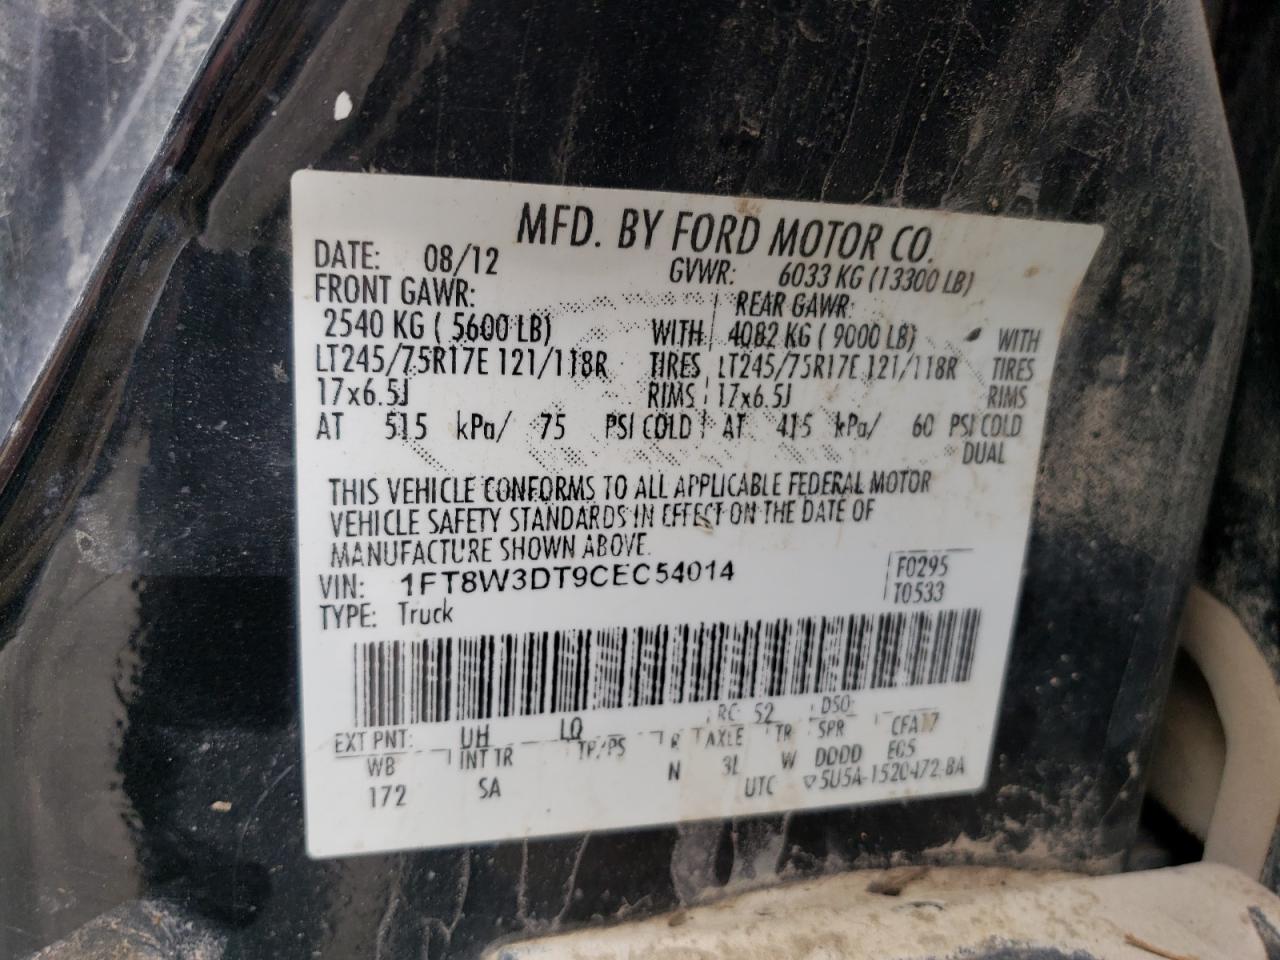 MFD. BY FORD MOTOR CO.
DATE: 08/12 GVWR: 6033 KG (13300 LB)
FRONT GAWR: REAR GAWR:
2540 KG ( 5600 LB) WITH 4082 KG ( 9000 LB) WITH
LT245/75R17E 121/118R TIRES LT245/75R17E 121/118R TIRES
17x6.5J RIMS 17x6.5J RIMS
AT 515 kPa/ 75 PSI COLD AT 415 kPa/ 60 PSI COLD
DUAL
THIS VEHICLE CONFORMS TO ALL APPLICABLE FEDERAL MOTOR
VEHICLE SAFETY STANDARDS IN EFFECT ON THE DATE OF
MANUFACTURE SHOWN ABOVE.
VIN: 1FT8W3DT9CEC54014 F0295
TYPE: Truck T0533
EXT PNT: UH LQ RC: 52 DSO:
WB INT TR TP/PS R AXLE TR SPR CFA17
172 SA N 3L W DDDD EGS
UTC ▽5U5A-1520472-BA